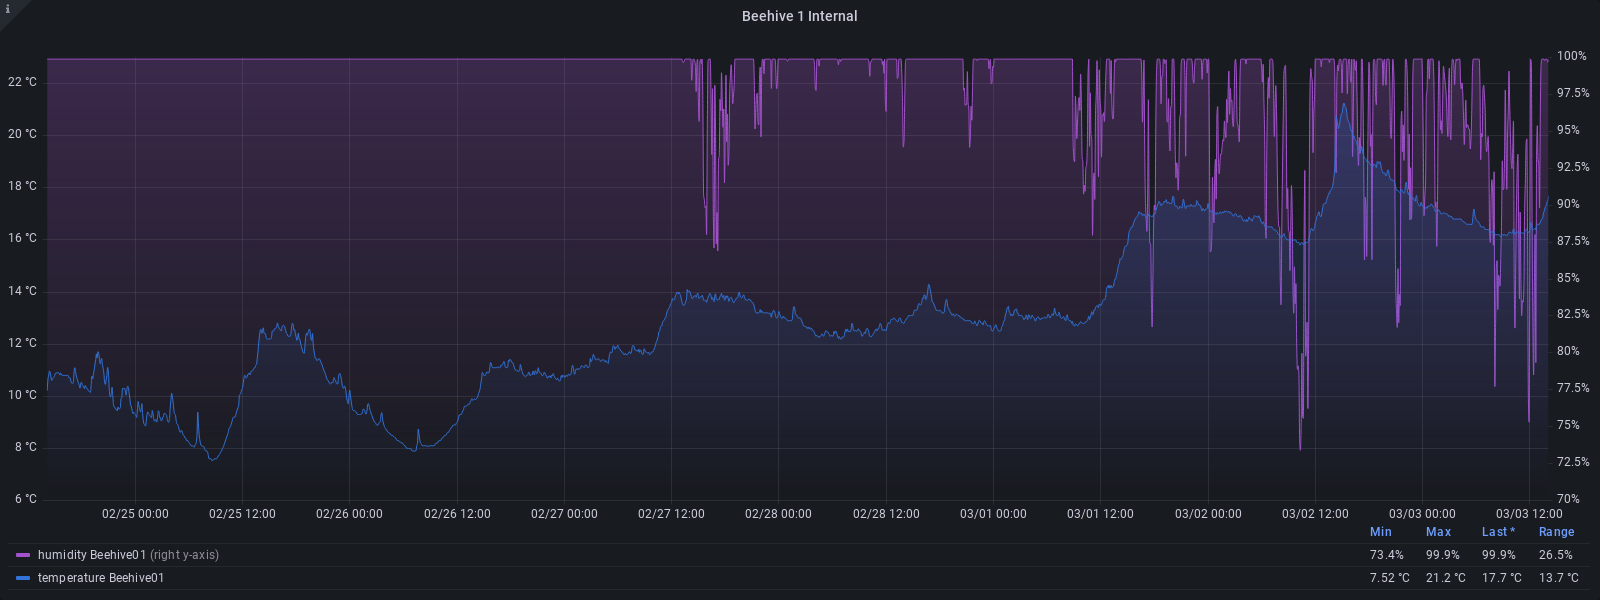 i
Beehive 1 Internal
22 °C
20 °C
18 °C
16 °C
14 °C
12 °C
10 °C
8 °C
6 °C
100%
97.5%
95%
92.5%
90%
87.5%
85%
82.5%
80%
77.5%
75%
72.5%
70%
02/25 00:00 02/25 12:00 02/26 00:00 02/26 12:00 02/27 00:00 02/27 12:00 02/28 00:00 02/28 12:00 03/01 00:00 03/01 12:00 03/02 00:00 03/02 12:00 03/03 00:00 03/03 12:00
Min Max Last * Range
humidity Beehive01 (right y-axis) 73.4% 99.9% 99.9% 26.5%
temperature Beehive01 7.52 °C 21.2 °C 17.7 °C 13.7 °C